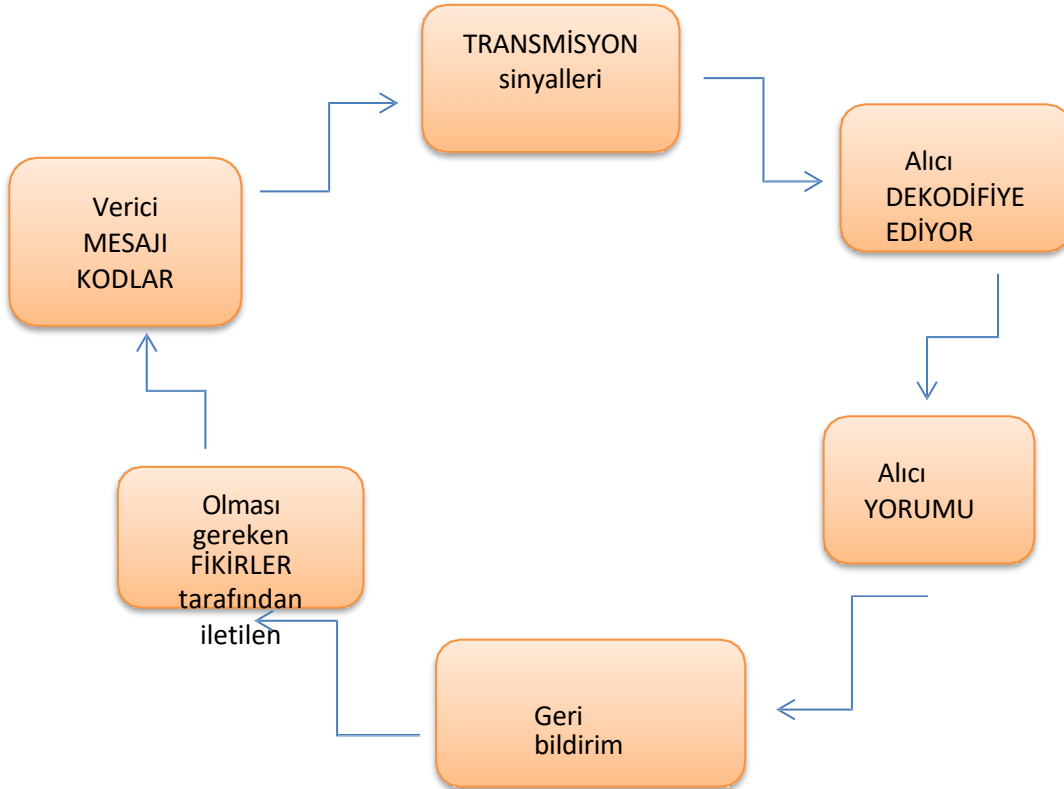 TRANSMİSYON
sinyalleri
Alıcı
DEKODİFİYE
EDİYOR
Verici
MESAJI
KODLAR
Alıcı
YORUMU
Olması
gereken
FİKİRLER
tarafından
iletilen
Geri
bildirim